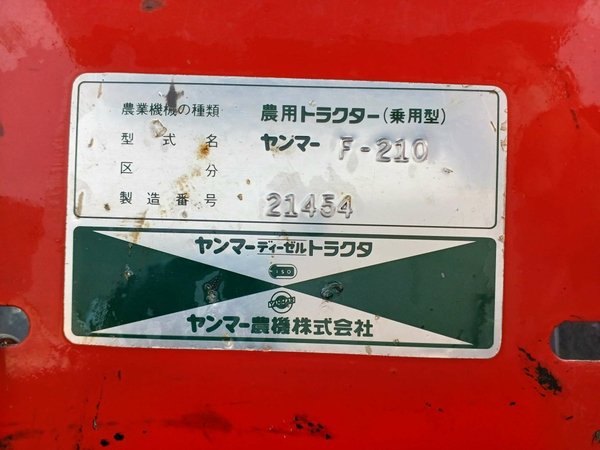 農業機械の種類 農用トラクター(乗用型)
型式名 ヤンマー F-210
区分
製造番号 21454
ヤンマーディーゼルトラクタ
ISO
YANMAR
ヤンマー農機株式会社